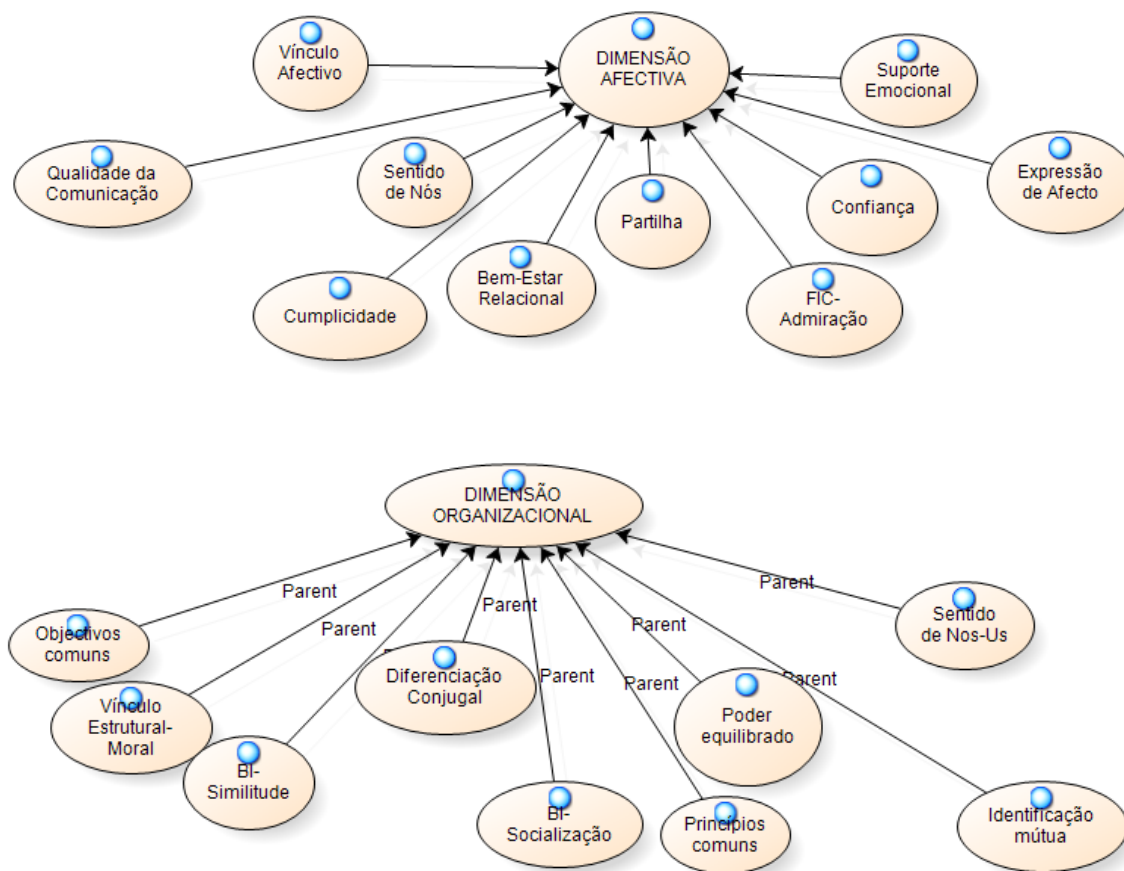 DIMENSÃO
AFECTIVA
Vínculo
Afectivo
Suporte
Emocional
Qualidade da
Comunicação
Sentido
de Nós
Partilha
Confiança
Expressão
de Afecto
Cumplicidade
Bem-Estar
Relacional
FIC-
Admiração
DIMENSÃO
ORGANIZACIONAL
Parent
Parent
Parent
Parent
Parent
Parent
Parent
Parent
Objectivos
comuns
Vínculo
Estrutural-
Moral
BI-
Similitude
Diferenciação
Conjugal
BI-
Socialização
Princípios
comuns
Poder
equilibrado
Identificação
mútua
Sentido
de Nos-Us